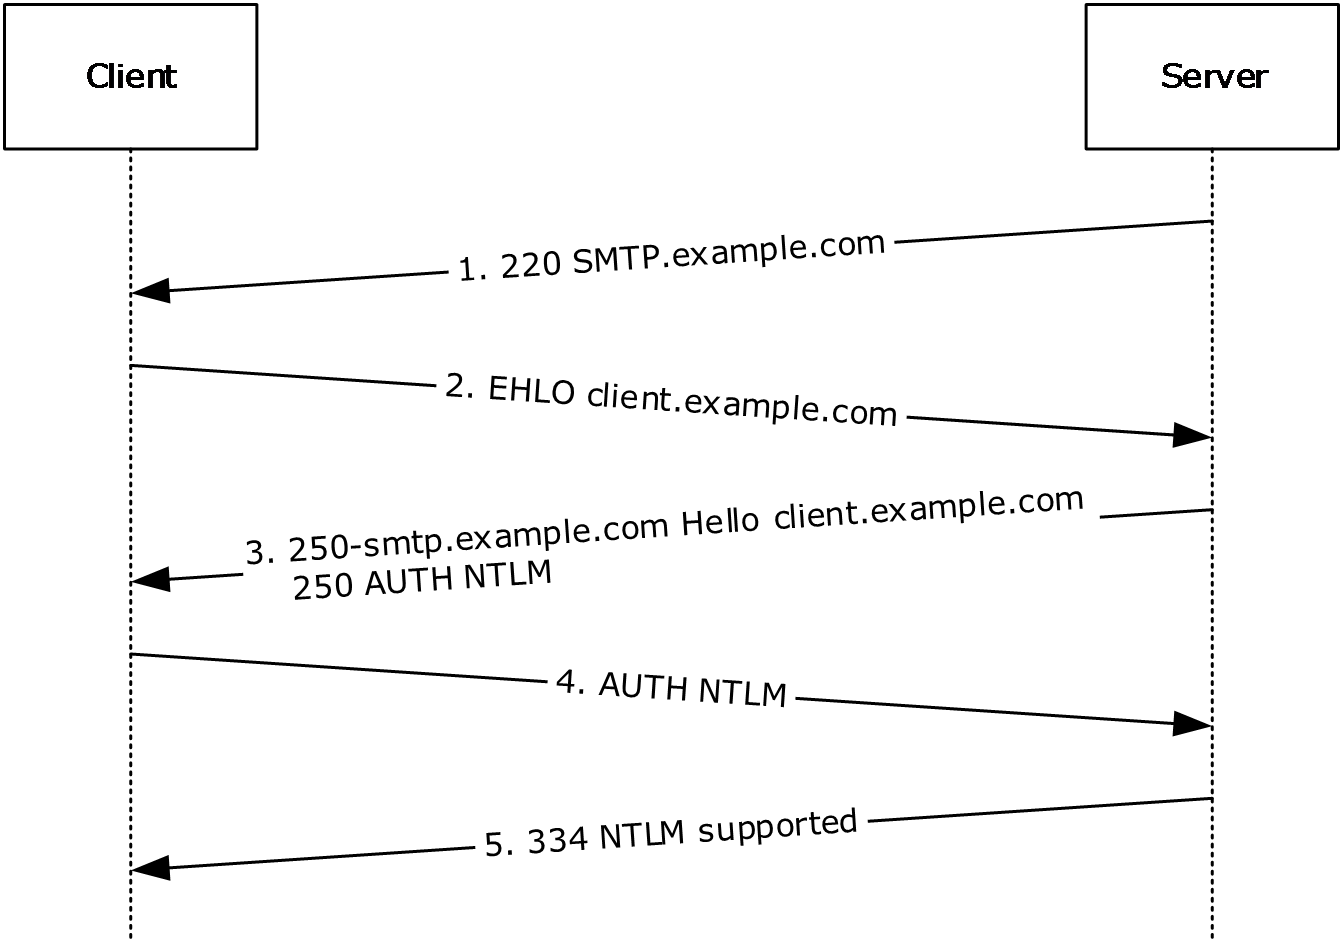 Client
Server
1. 220 SMTP.example.com
2. EHLO client.example.com
3. 250-smtp.example.com Hello client.example.com
250 AUTH NTLM
4. AUTH NTLM
5. 334 NTLM supported